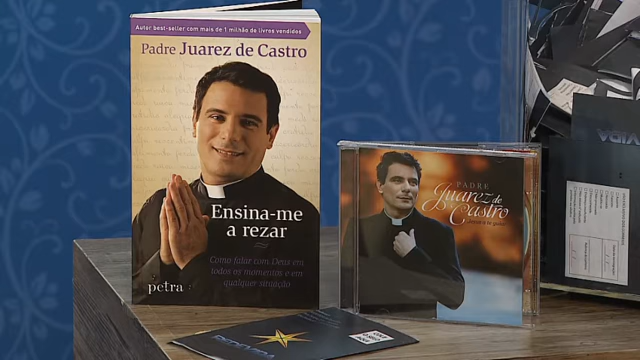 Autor best-seller com mais de 1 milhão de livros vendidos
Padre Juarez de Castro
Ensina-me
a rezar
Como falar com Deus em
todos os momentos e em
qualquer situação
petra
PADRE
Juarez de
Castro